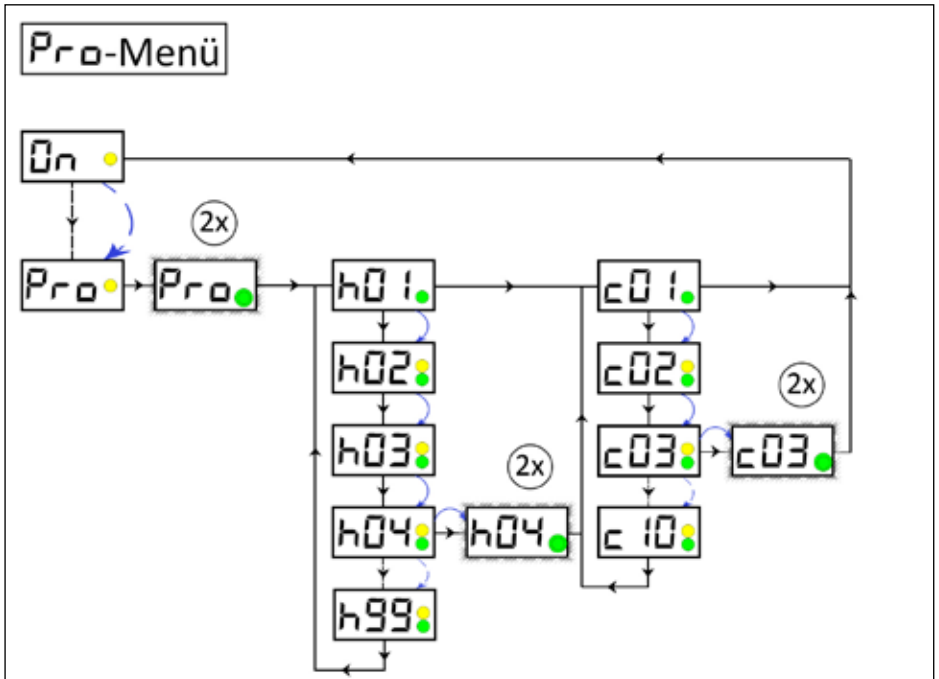 Pro-Menü
On
2x
Pro Pro h01 c01
h02 c02 2x
h03 c03 c03
2x
h04 h04 c10
h99